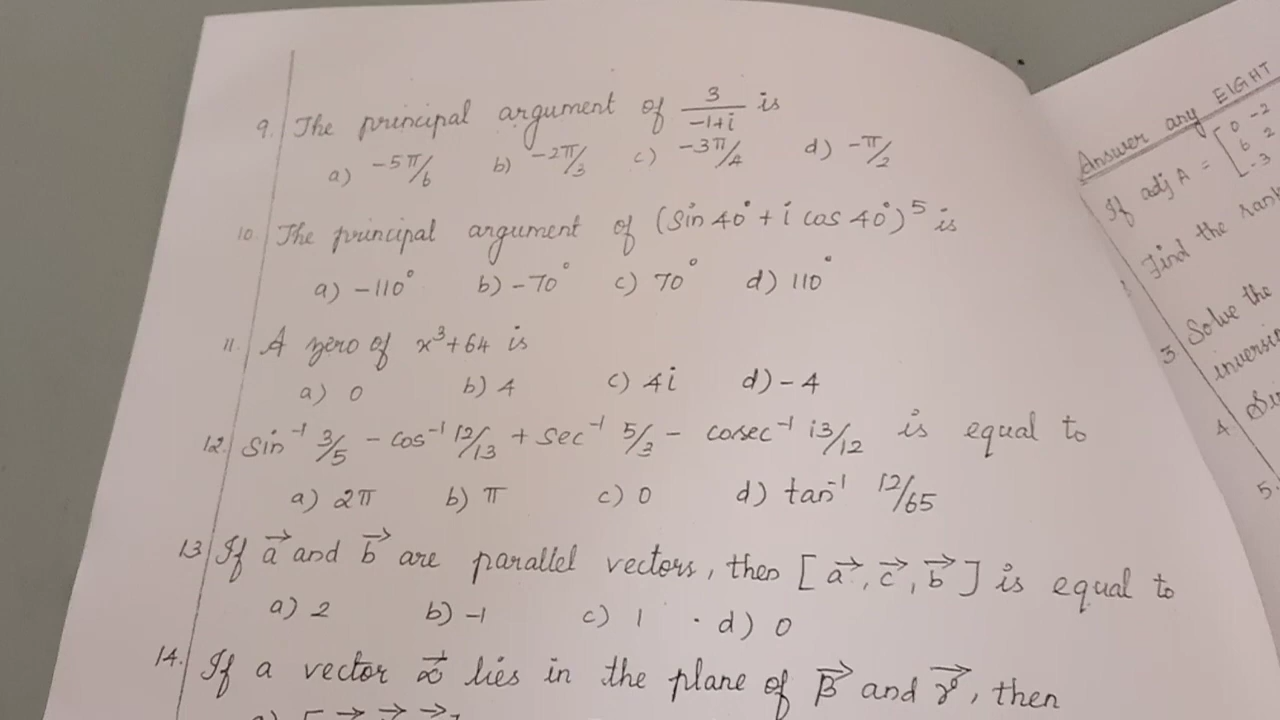 9. The principal argument of 3/(-1+i) is
a) -5π/6 b) -2π/3 c) -3π/4 d) -π/2
10. The principal argument of (sin 40° + i cos 40°)⁵ is
a) -110° b) -70° c) 70° d) 110°
11. A zero of x³+64 is
a) 0 b) 4 c) 4i d) -4
12. sin⁻¹ 3/5 - cos⁻¹ 12/13 + sec⁻¹ 5/3 - cosec⁻¹ 13/12 is equal to
a) 2π b) π c) 0 d) tan⁻¹ 12/65
13. If a⃗ and b⃗ are parallel vectors, then [a⃗, c⃗, b⃗] is equal to
a) 2 b) -1 c) 1 d) 0
14. If a vector α⃗ lies in the plane of β⃗ and γ⃗, then
Answer any EIGHT
If adj A = [0 -2
6 2
-3
Find the
3. Solve the
4.
5.